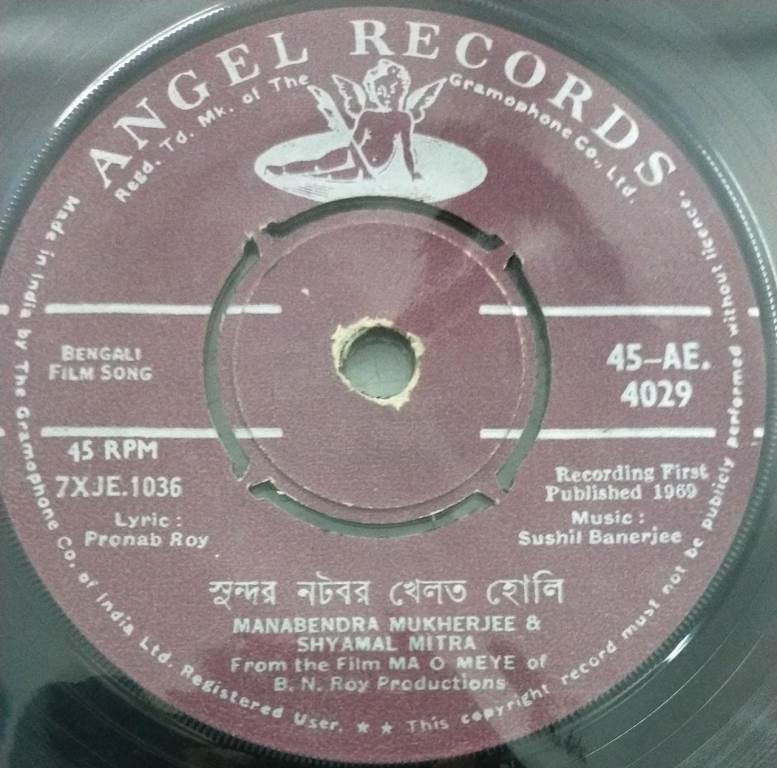 ANGEL RECORDS
Regd. Td. Mk. of The Gramophone Co., Ltd.
BENGALI
FILM SONG
45-AE.
4029
45 RPM
7XJE.1036
Recording First
Published 1969
Lyric :
Pronab Roy
Music :
Sushil Banerjee
সুন্দর নটবর খেলত হোলি
MANABENDRA MUKHERJEE &
SHYAMAL MITRA
From the Film MA O MEYE of
B. N. Roy Productions
Made in India by The Gramophone Co. of India Ltd. Registered User. ★ ★ This copyright record must not be publicly performed without licence.